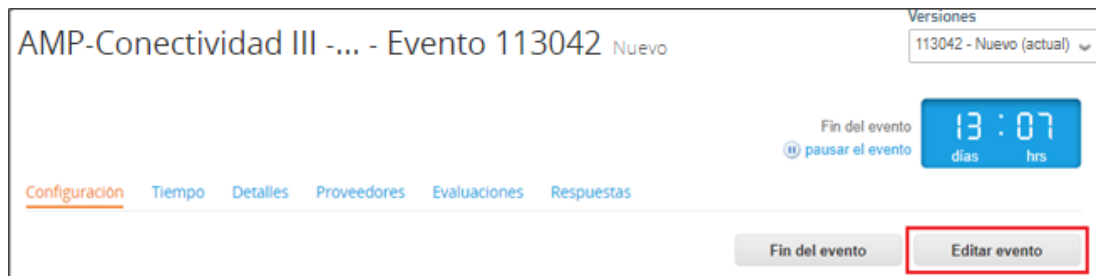 Versiones
AMP-Conectividad III -... - Evento 113042 Nuevo
113042 - Nuevo (actual)
Fin del evento
pausar el evento
13 : 07
días hrs
Configuración Tiempo Detalles Proveedores Evaluaciones Respuestas
Fin del evento Editar evento